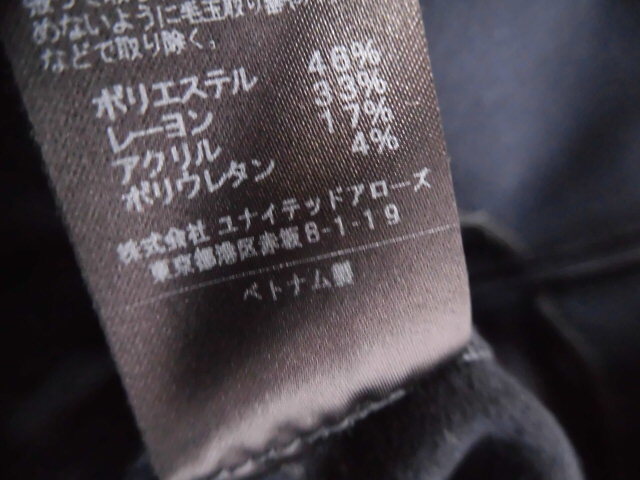 めないように毛玉取り器や
などで取り除く。
ポリエステル 46%
レーヨン 33%
アクリル 17%
ポリウレタン 4%
株式会社 ユナイテッドアローズ
東京都港区赤坂8-1-19
ベトナム製